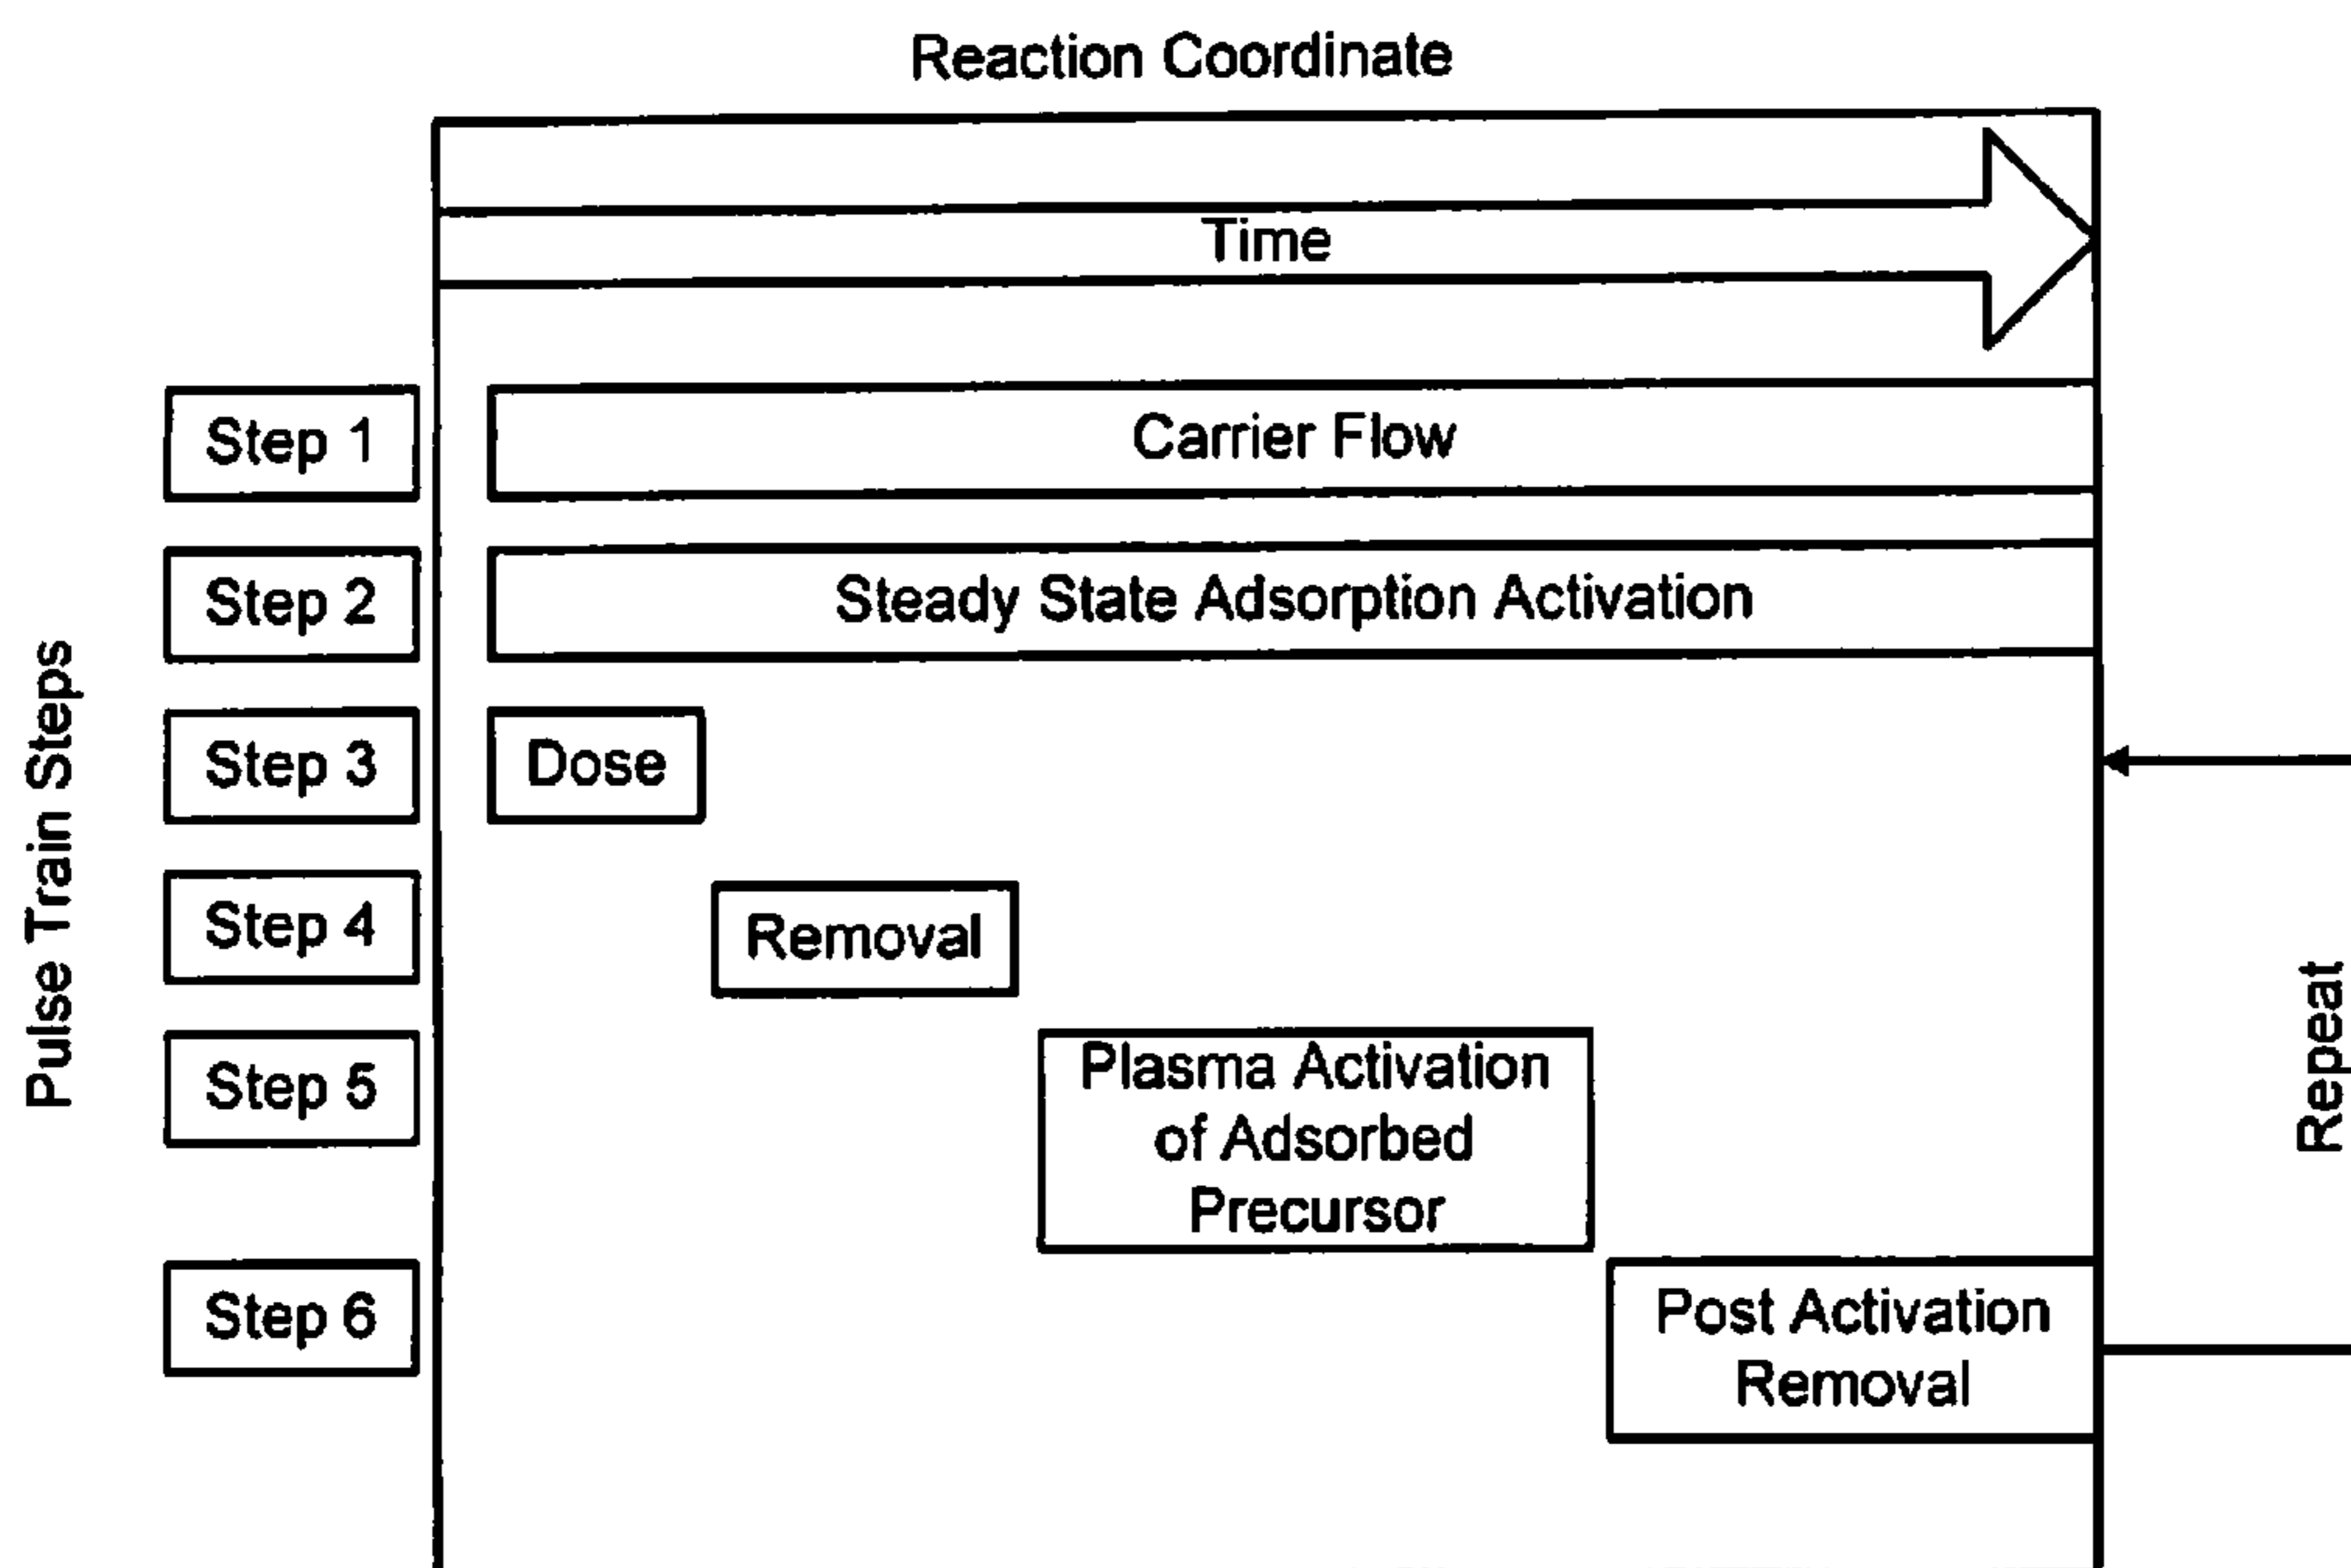 Reaction Coordinate
Time
Step 1
Carrier Flow
Step 2
Steady State Adsorption Activation
Step 3
Dose
Step 4
Removal
Step 5
Plasma Activation
of Adsorbed
Precursor
Step 6
Post Activation
Removal
Pulse Train Steps
Repeat